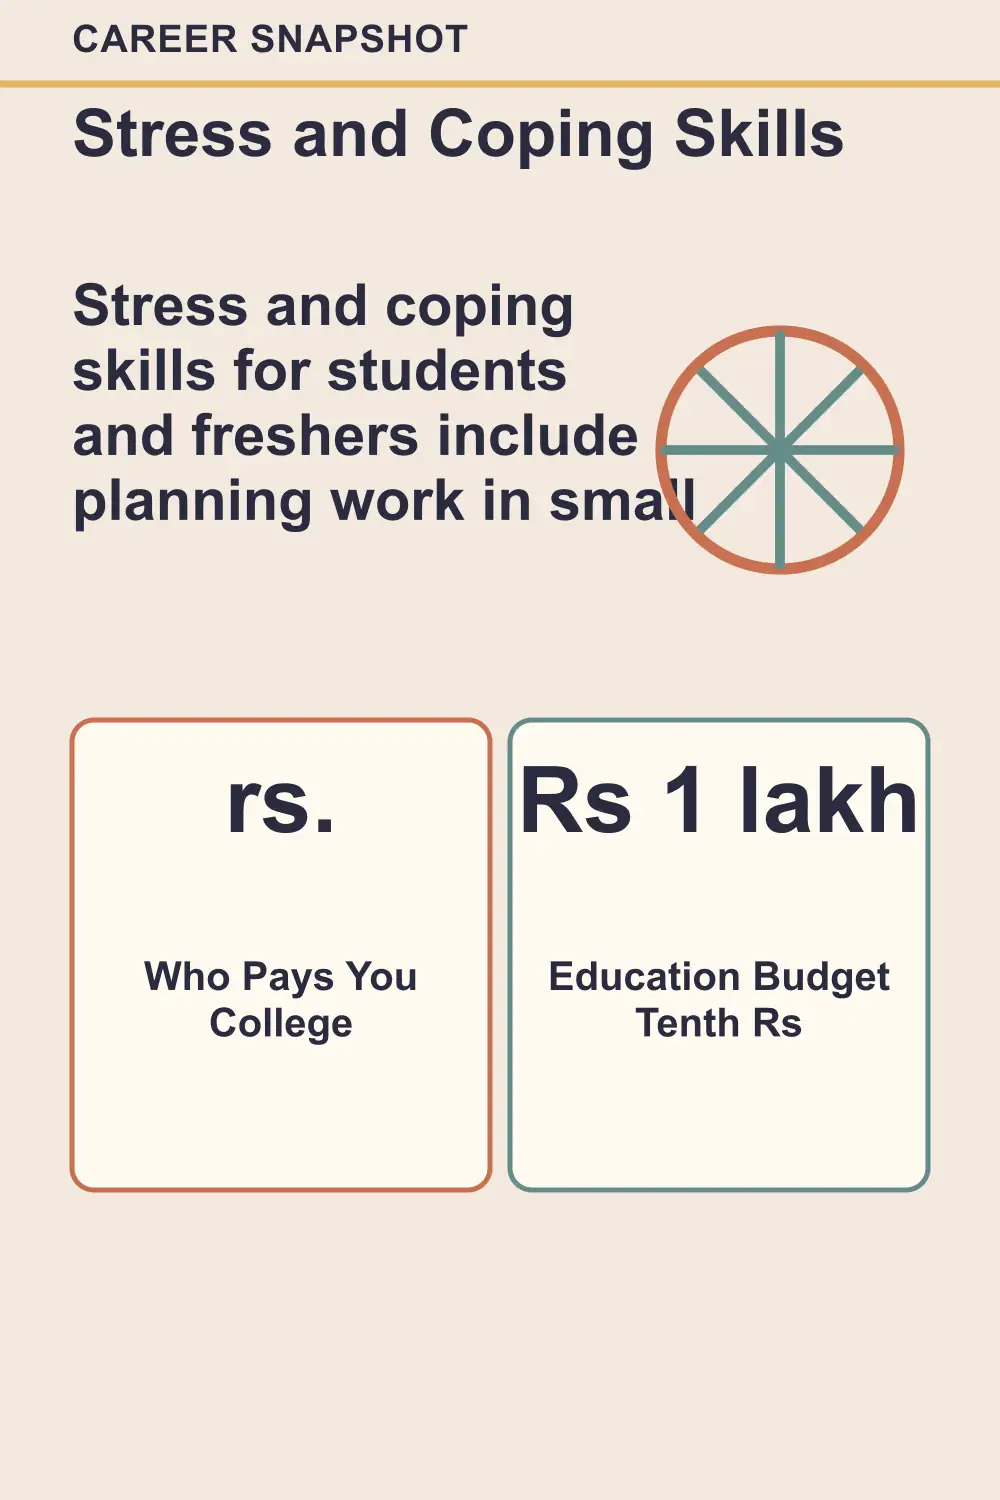 CAREER SNAPSHOT
Stress and Coping Skills
Stress and coping
skills for students
and freshers include
planning work in small
rs.
Who Pays You
College
Rs 1 lakh
Education Budget
Tenth Rs